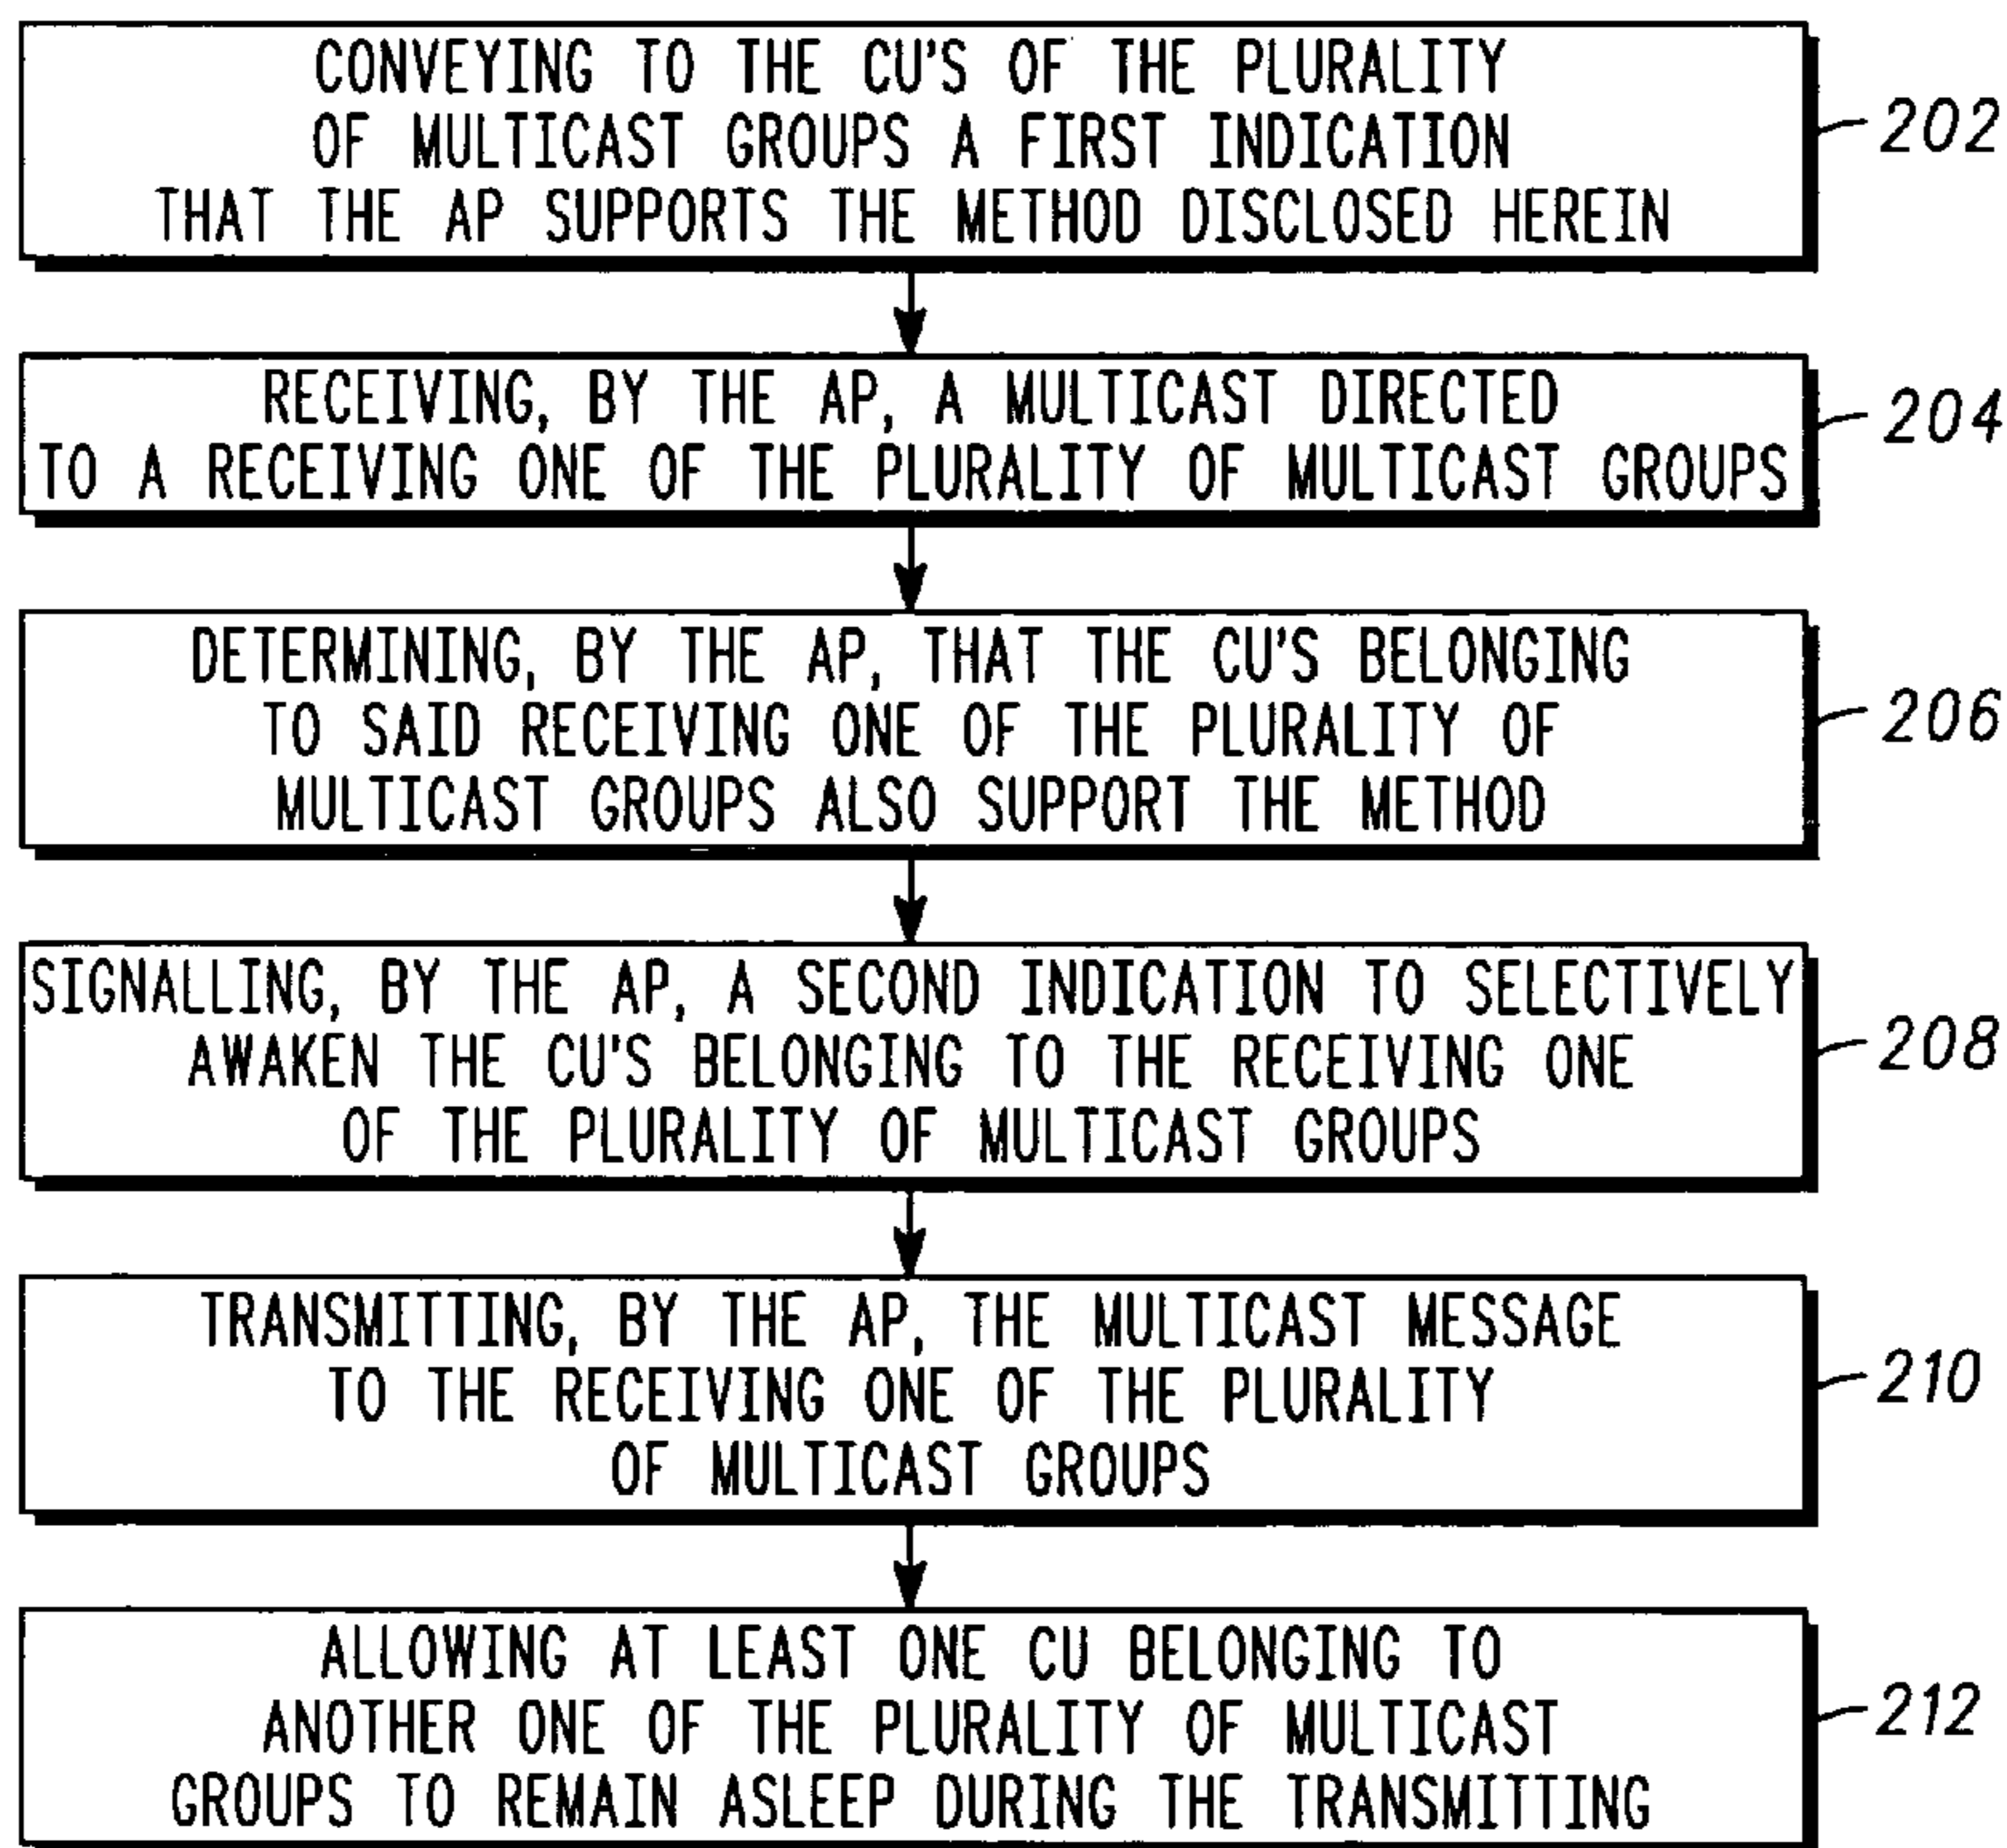 CONVEYING TO THE CU'S OF THE PLURALITY
OF MULTICAST GROUPS A FIRST INDICATION
THAT THE AP SUPPORTS THE METHOD DISCLOSED HEREIN
202
RECEIVING, BY THE AP, A MULTICAST DIRECTED
TO A RECEIVING ONE OF THE PLURALITY OF MULTICAST GROUPS
204
DETERMINING, BY THE AP, THAT THE CU'S BELONGING
TO SAID RECEIVING ONE OF THE PLURALITY OF
MULTICAST GROUPS ALSO SUPPORT THE METHOD
206
SIGNALLING, BY THE AP, A SECOND INDICATION TO SELECTIVELY
AWAKEN THE CU'S BELONGING TO THE RECEIVING ONE
OF THE PLURALITY OF MULTICAST GROUPS
208
TRANSMITTING, BY THE AP, THE MULTICAST MESSAGE
TO THE RECEIVING ONE OF THE PLURALITY
OF MULTICAST GROUPS
210
ALLOWING AT LEAST ONE CU BELONGING TO
ANOTHER ONE OF THE PLURALITY OF MULTICAST
GROUPS TO REMAIN ASLEEP DURING THE TRANSMITTING
212